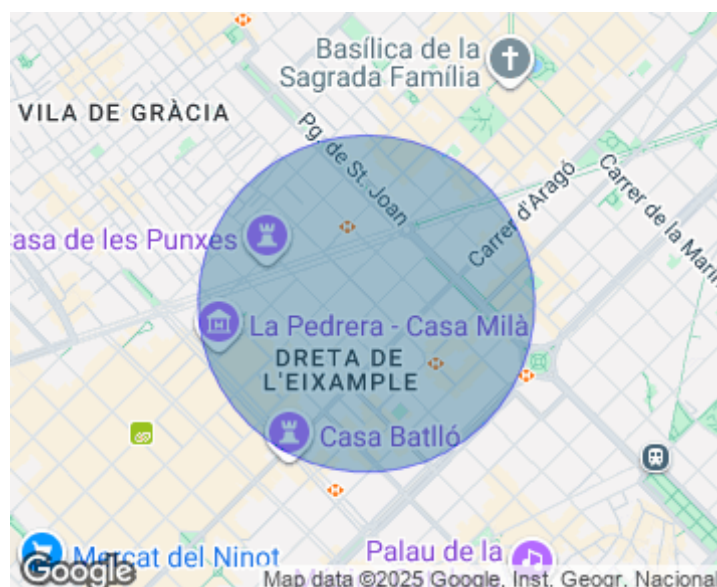 Basílica de la
Sagrada Família
VILA DE GRÀCIA
Pg. de St. Joan
Carrer d'Aragó
Carrer de la Marin
asa de les Punxes
La Pedrera - Casa Milà
DRETA DE
L'EIXAMPLE
Casa Batlló
Mercat del Ninot
Palau de la
Google
Map data ©2025 Google, Inst. Geogr. Nacional